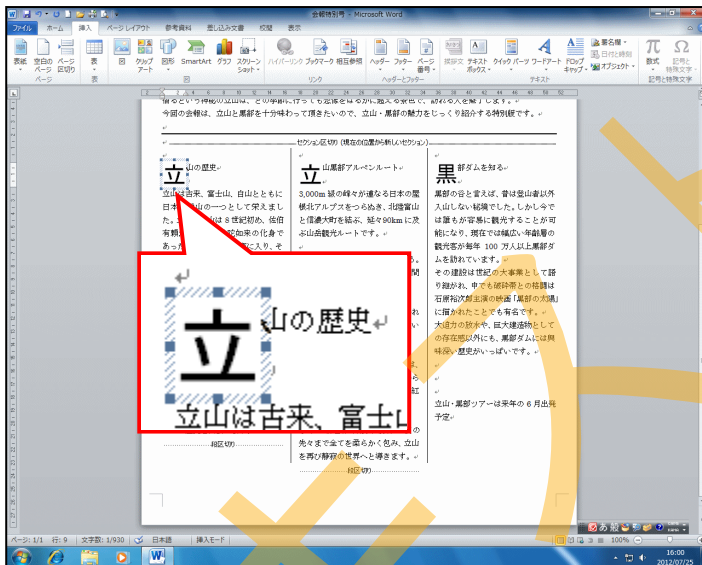 会報特別号 - Microsoft Word
ファイル ホーム 挿入 ページ レイアウト 参考資料 差し込み文書 校閲 表示
表紙 空白の ページ 表 図 クリップ 図形 SmartArt グラフ スクリーン ハイパーリンク ブックマーク 相互参照 ヘッダー フッター ページ 挨拶文 テキスト クイック パーツ ワードアート ドロップ 署名欄 数式 記号と
ページ 区切り アート ショット 番号 ボックス キャップ 日付と時刻 特殊文字
オブジェクト
ページ 表 図 リンク ヘッダーとフッター テキスト 記号と特殊文字
今回の会報は、立山と黒部を十分味わって頂きたいので、立山・黒部の魅力をじっくり紹介する特別版です。
セクション区切り (現在の位置から新しいセクション)
立山の歴史
立山は古来、富士山、白山とともに
立山黒部アルペンルート
3,000m 級の峰々が連なる日本の屋
根北アルプスをつらぬき、北陸富山
と信濃大町を結ぶ、延々90km に及
ぶ山岳観光ルートです。
先々まで全てを柔らかく包み、立山
を再び静寂の世界へと導きます。
段区切り
黒部ダムを知る
黒部の谷と言えば、昔は登山者以外
入山しない秘境でした。しかし今で
は誰もが容易に観光することが可
能になり、現在では幅広い年齢層の
観光客が毎年 100 万人以上黒部ダ
ムを訪れています。
その建設は世紀の大事業として語
り継がれ、中でも破砕帯との格闘は
石原裕次郎主演の映画「黒部の太陽」
に描かれたことでも有名です。
大迫力の放水や、巨大建造物として
の存在感以外にも、黒部ダムには興
味深い歴史がいっぱいです。
立山・黒部ツアーは来年の 6 月出発
予定
立山の歴史
立山は古来、富士山
段区切り
ページ: 1/1 行: 9 文字数: 1/930 日本語 挿入モード 100%
あ 般
16:00
2012/07/25